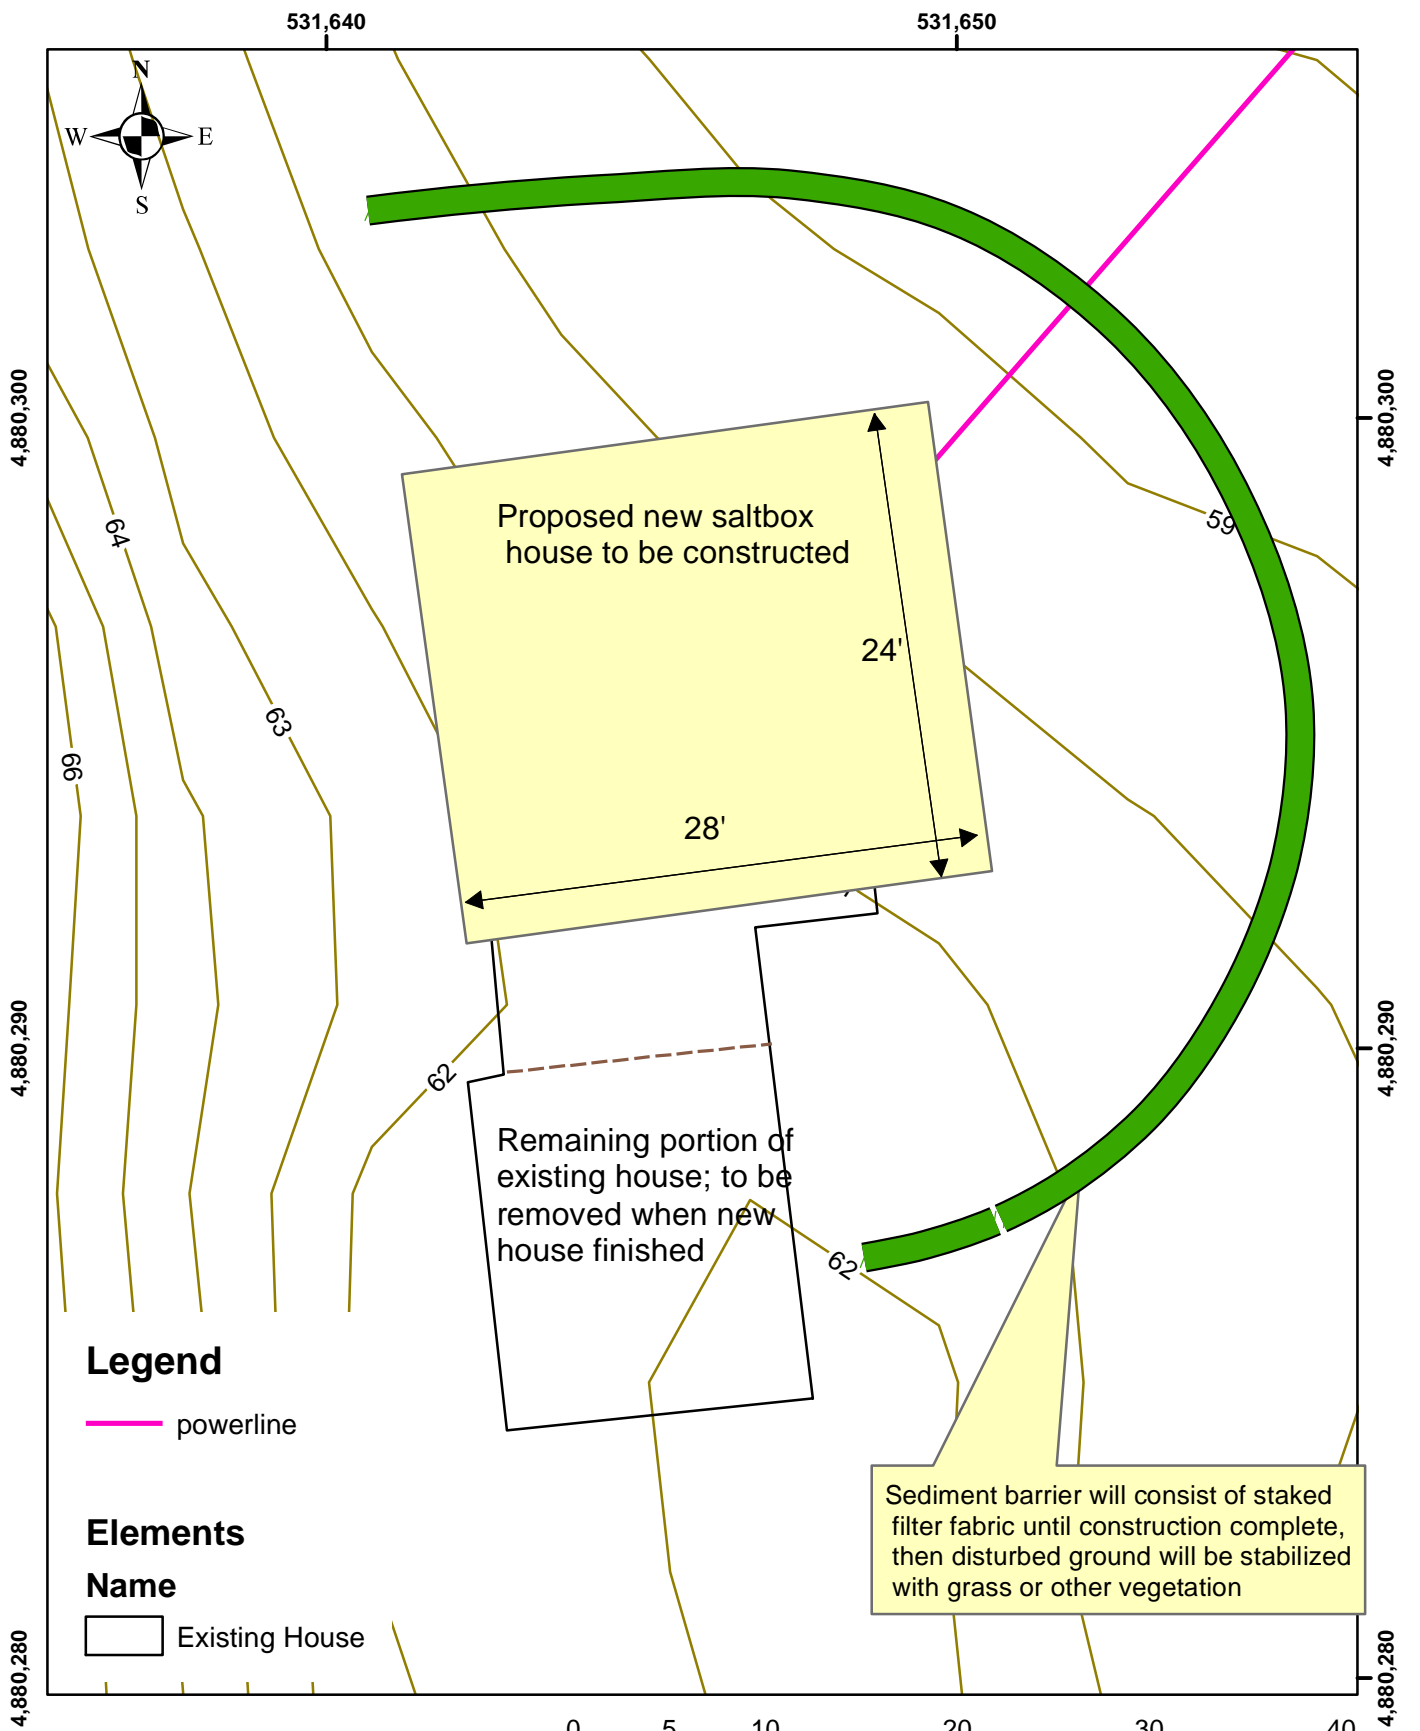 531,640 531,650
N
W E
S
4,880,300 4,880,300
Proposed new saltbox
house to be constructed
59
64
24'
63
66
28'
4,880,290 4,880,290
62
Remaining portion of
existing house; to be
removed when new
house finished
62
Legend
powerline
Sediment barrier will consist of staked
filter fabric until construction complete,
then disturbed ground will be stabilized
with grass or other vegetation
Elements
Name
Existing House
4,880,280 4,880,280
0 5 10 20 30 40